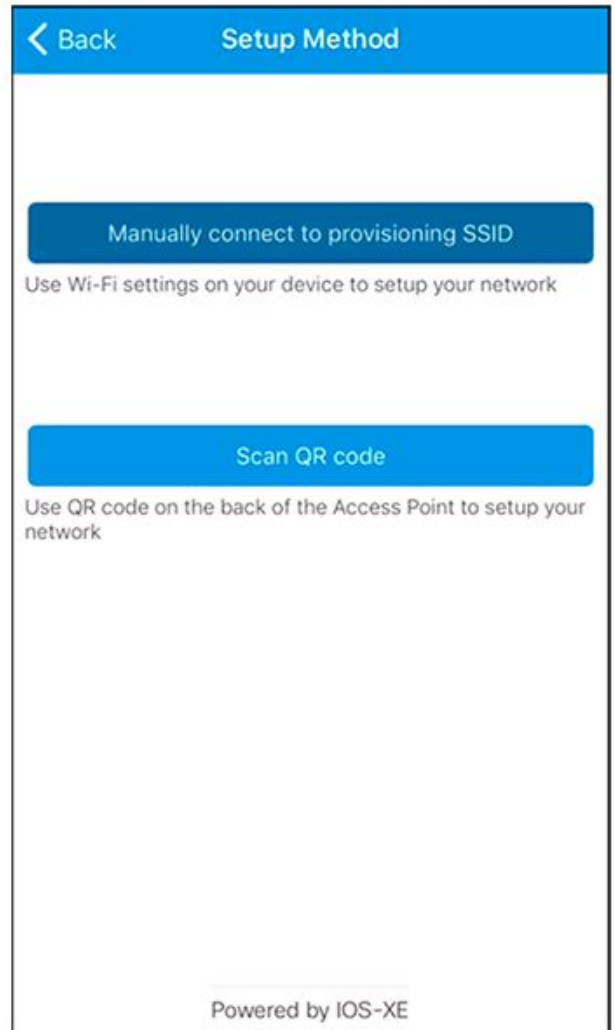 Back
Setup Method
Manually connect to provisioning SSID
Use Wi-Fi settings on your device to setup your network
Scan QR code
Use QR code on the back of the Access Point to setup your
network
Powered by IOS-XE